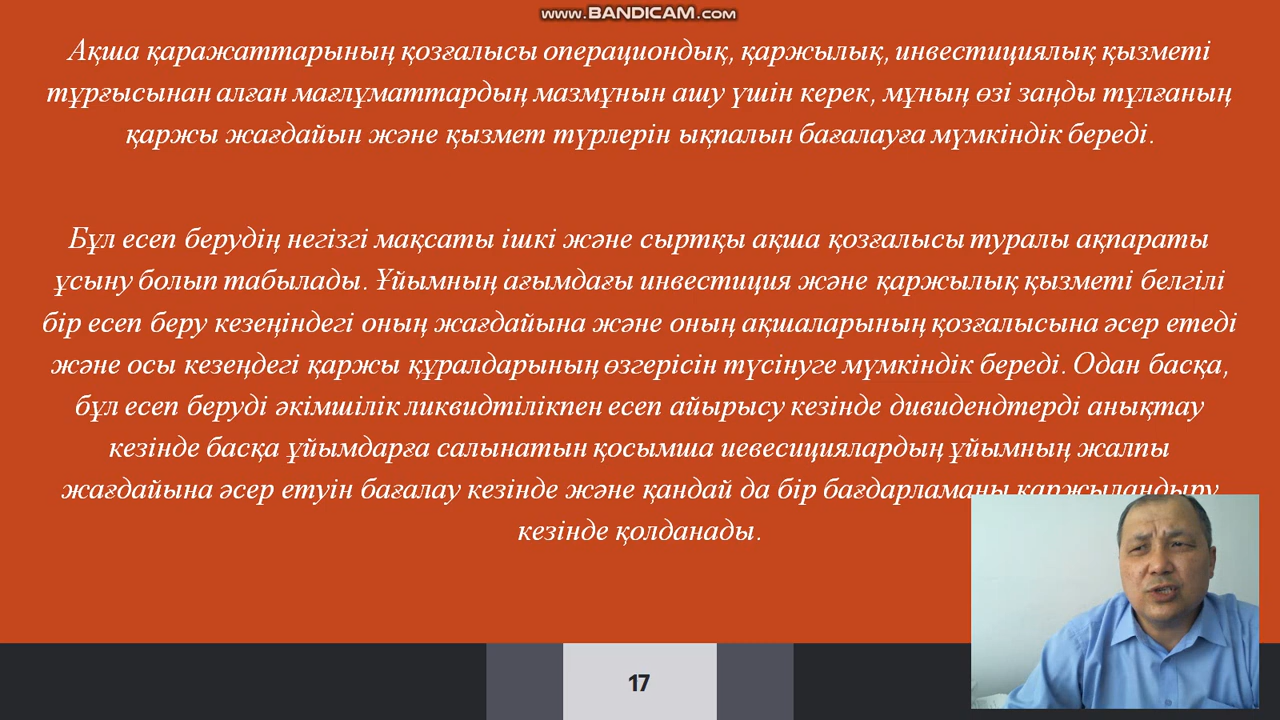 www.BANDICAM.com
Ақша қаражаттарының қозғалысы операциондық, қаржылық, инвестициялық қызметі
тұрғысынан алған мағлұматтардың мазмұнын ашу үшін керек, мұның өзі заңды тұлғаның
қаржы жағдайын және қызмет түрлерін ықпалын бағалауға мүмкіндік береді.
Бұл есеп берудің негізгі мақсаты ішкі және сыртқы ақша қозғалысы туралы ақпараты
ұсыну болып табылады. Ұйымның ағымдағы инвестиция және қаржылық қызметі белгілі
бір есеп беру кезеңіндегі оның жағдайына және оның ақшаларының қозғалысына әсер етеді
және осы кезеңдегі қаржы құралдарының өзгерісін түсінуге мүмкіндік береді. Одан басқа,
бұл есеп беруді әкімшілік ликвидтілікпен есеп айырысу кезінде дивидендтерді анықтау
кезінде басқа ұйымдарға салынатын қосымша иевесициялардың ұйымның жалпы
жағдайына әсер етуін бағалау кезінде және қандай да бір бағдарламаны қаржыландыру
кезінде қолданады.
17